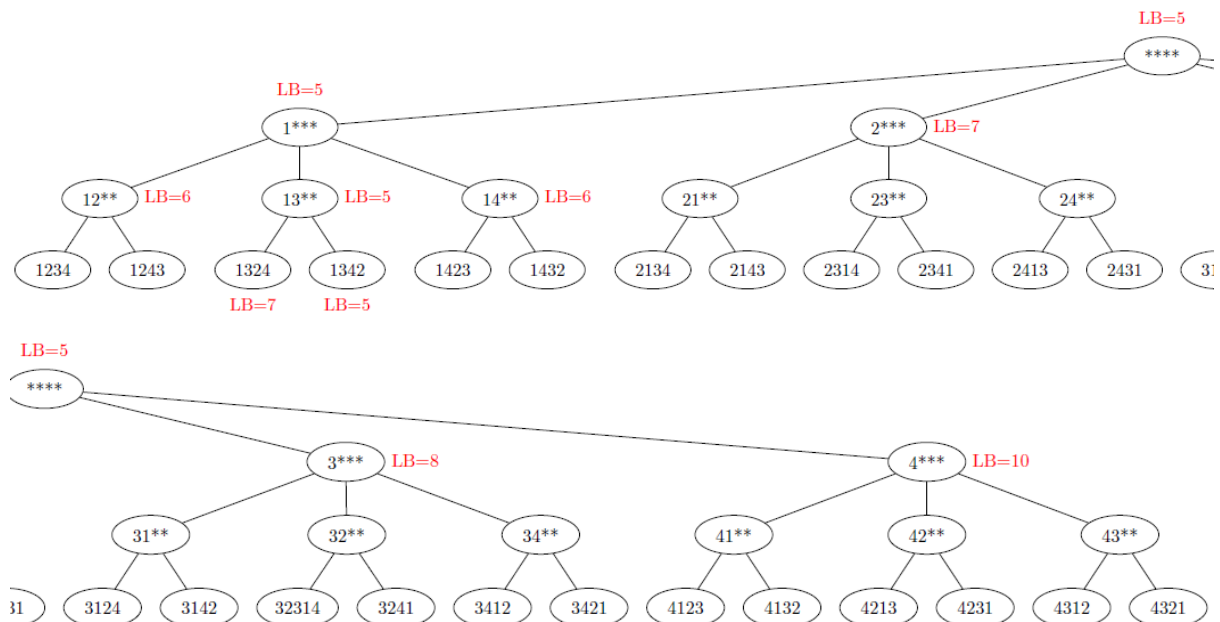 LB=5
****
LB=5
1*** 2*** LB=7
12** LB=6 13** LB=5 14** LB=6 21** 23** 24**
1234 1243 1324 1342 1423 1432 2134 2143 2314 2341 2413 2431 31
LB=7 LB=5
LB=5
****
3*** LB=8 4*** LB=10
31** 32** 34** 41** 42** 43**
31 3124 3142 32314 3241 3412 3421 4123 4132 4213 4231 4312 4321